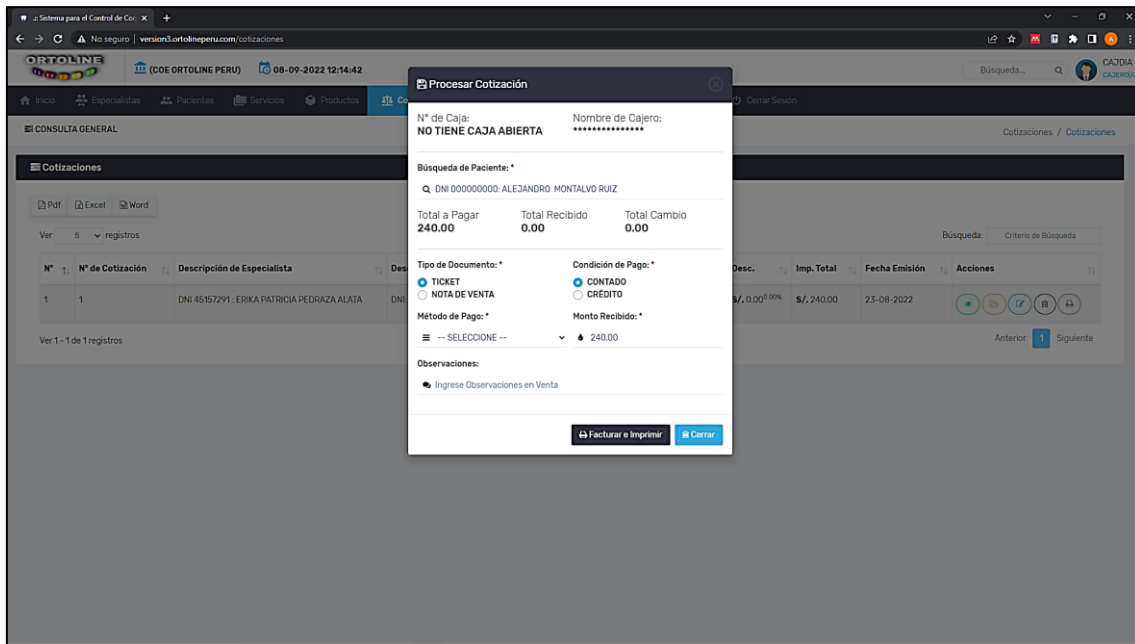 .:: Sistema para el Control de Con
No seguro | version3.ortolineperu.com/cotizaciones
ORTOLINE
(COE ORTOLINE PERU) 08-09-2022 12:14:42
Búsqueda...
CAJDIA
CAJERO(A
Inicio Especialistas Pacientes Servicios Productos Co Cerrar Sesión
CONSULTA GENERAL
Cotizaciones / Cotizaciones
Cotizaciones
Pdf Excel Word
Ver 5 registros
Búsqueda: Criterio de Búsqueda
N° N° de Cotización Descripción de Especialista Des Desc. Imp. Total Fecha Emisión Acciones
1 1 DNI 45157291 : ERIKA PATRICIA PEDRAZA ALATA DNI: S/. 0.00 0.00% S/. 240.00 23-08-2022
Ver 1 - 1 de 1 registros
Anterior 1 Siguiente
Procesar Cotización
N° de Caja: Nombre de Cajero:
NO TIENE CAJA ABIERTA ***************
Búsqueda de Paciente: *
DNI 000000000: ALEJANDRO MONTALVO RUIZ
Total a Pagar Total Recibido Total Cambio
240.00 0.00 0.00
Tipo de Documento: * Condición de Pago: *
TICKET CONTADO
NOTA DE VENTA CRÉDITO
Método de Pago: * Monto Recibido: *
-- SELECCIONE -- 240.00
Observaciones:
Ingrese Observaciones en Venta
Facturar e Imprimir Cerrar